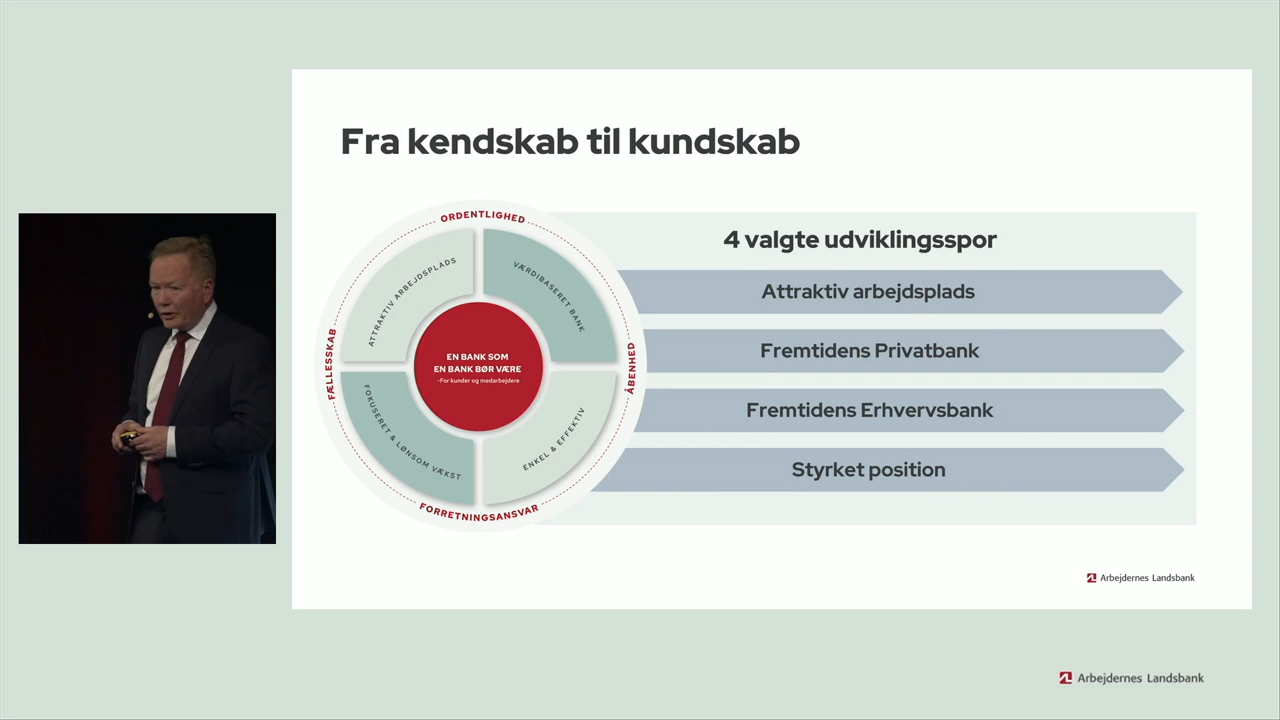 Fra kendskab til kundskab
ORDENTLIGHED
FÆLLESSKAB
ÅBENHED
FORRETNINGSANSVAR
ATTRAKTIV ARBEJDSPLADS
VÆRDIBASERET BANK
FOKUSERET & LØNSOM VÆKST
ENKEL & EFFEKTIV
EN BANK SOM
EN BANK BØR VÆRE
-For kunder og medarbejdere
4 valgte udviklingsspor
Attraktiv arbejdsplads
Fremtidens Privatbank
Fremtidens Erhvervsbank
Styrket position
Arbejdernes Landsbank
Arbejdernes Landsbank